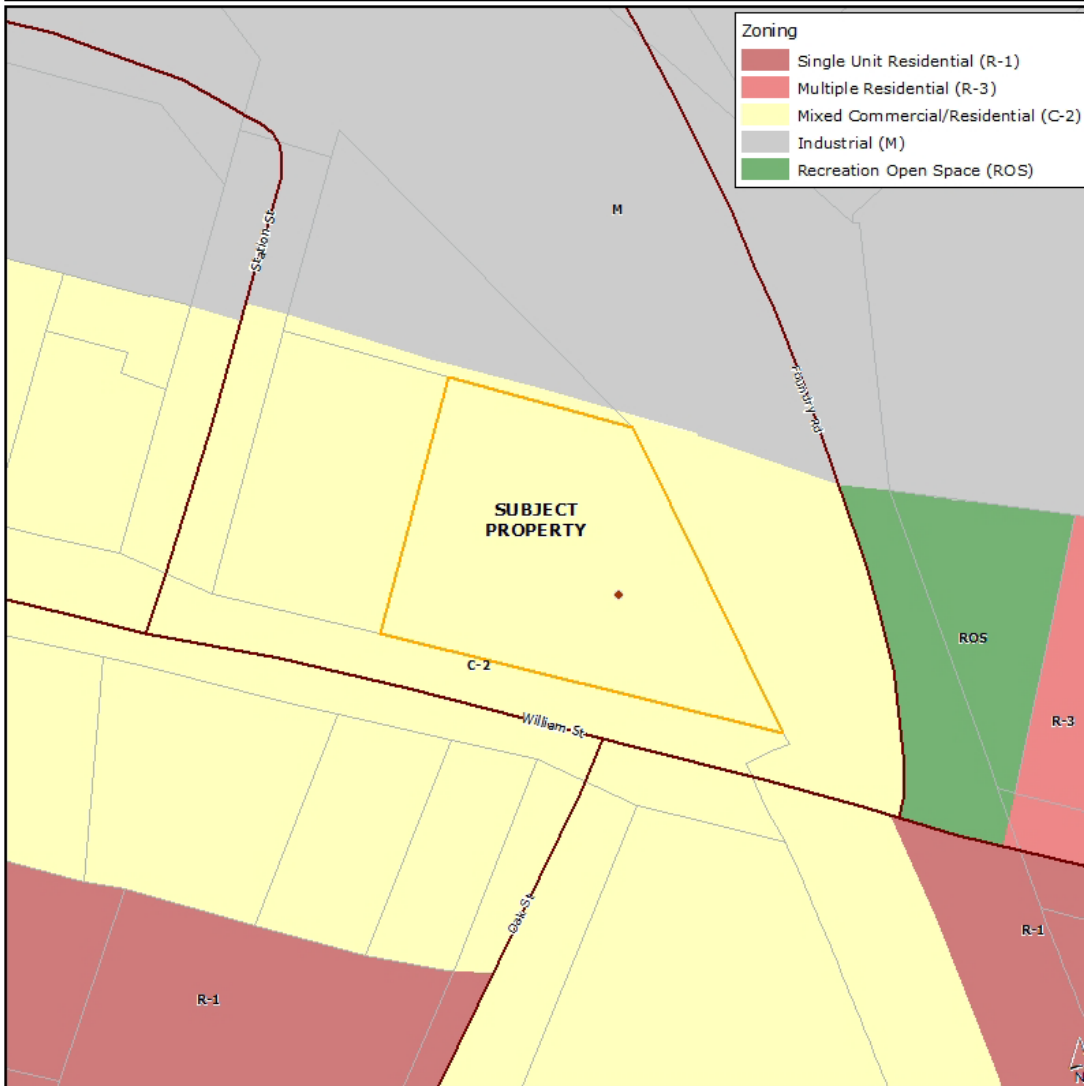 Zoning
Single Unit Residential (R-1)
Multiple Residential (R-3)
Mixed Commercial/Residential (C-2)
Industrial (M)
Recreation Open Space (ROS)
M
Station St
Foundry Rd
SUBJECT
PROPERTY
ROS
C-2
R-3
William St
Oak St
R-1
R-1
N